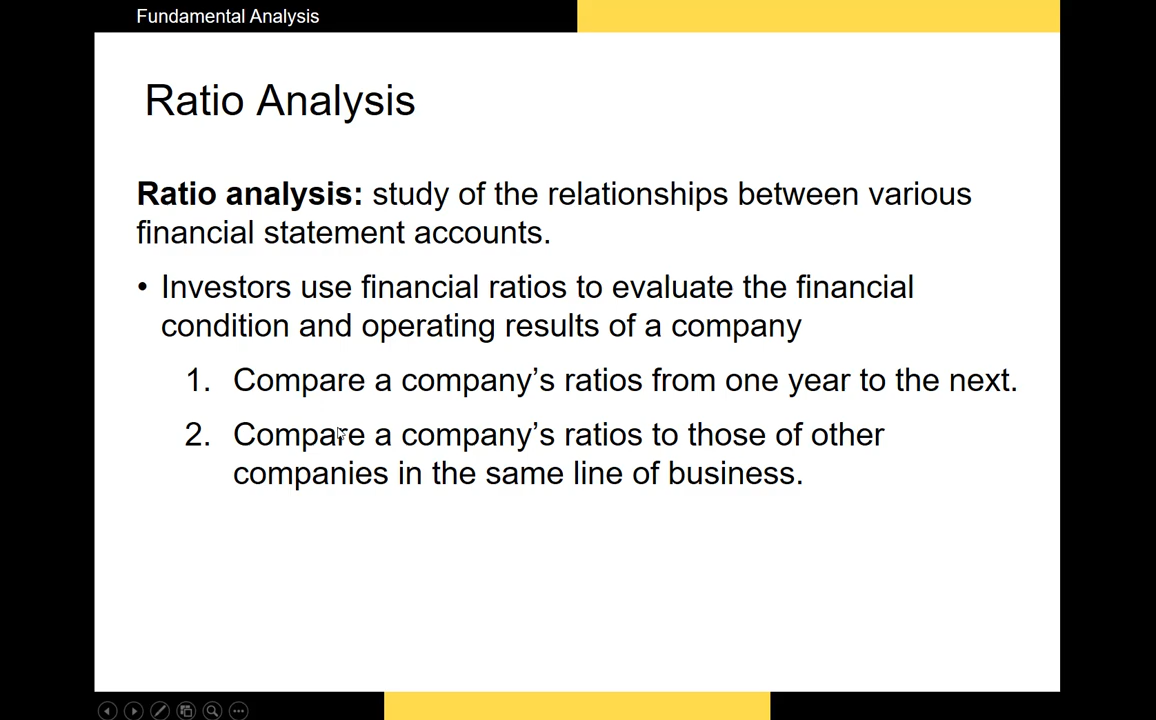 Fundamental Analysis
Ratio Analysis
Ratio analysis: study of the relationships between various
financial statement accounts.
• Investors use financial ratios to evaluate the financial
condition and operating results of a company
1. Compare a company’s ratios from one year to the next.
2. Compare a company’s ratios to those of other
companies in the same line of business.